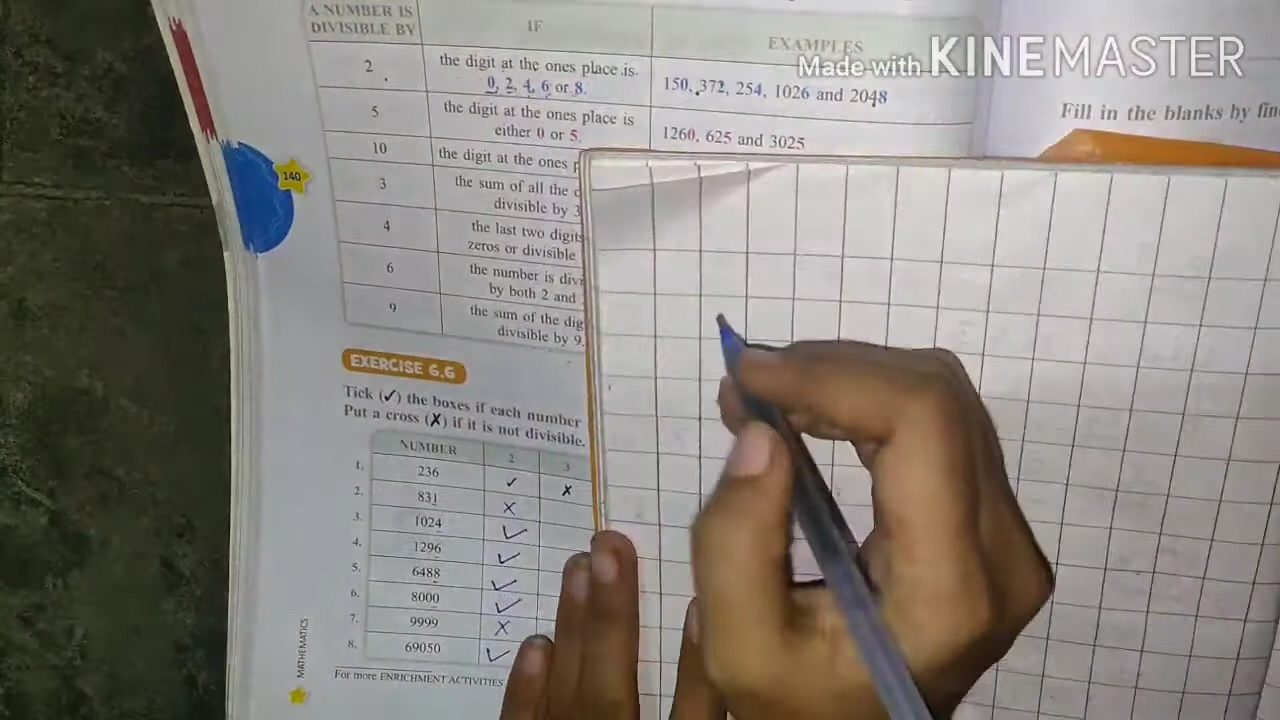 A NUMBER IS DIVISIBLE BY
IF
EXAMPLES
Made with KINEMASTER
2
the digit at the ones place is
0, 2, 4, 6 or 8.
150, 372, 254, 1026 and 2048
Fill in the blanks by
5
the digit at the ones place is
either 0 or 5.
1260, 625 and 3025
10
the digit at the ones
140
3
the sum of all the
divisible by 3
4
the last two digits
zeros or divisible
6
the number is
by both 2 and
9
the sum of the
divisible by 9.
EXERCISE 6.6
Tick (✓) the boxes if each number
Put a cross (✗) if it is not divisible.
NUMBER 2 3
1. 236 ✓ ✗
2. 831 ✗
3. 1024 ✓
4. 1296 ✓
5. 6488 ✓
6. 8000 ✓
7. 9999 ✗
8. 69050 ✓
MATHEMATICS
For more ENRICHMENT ACTIVITIES